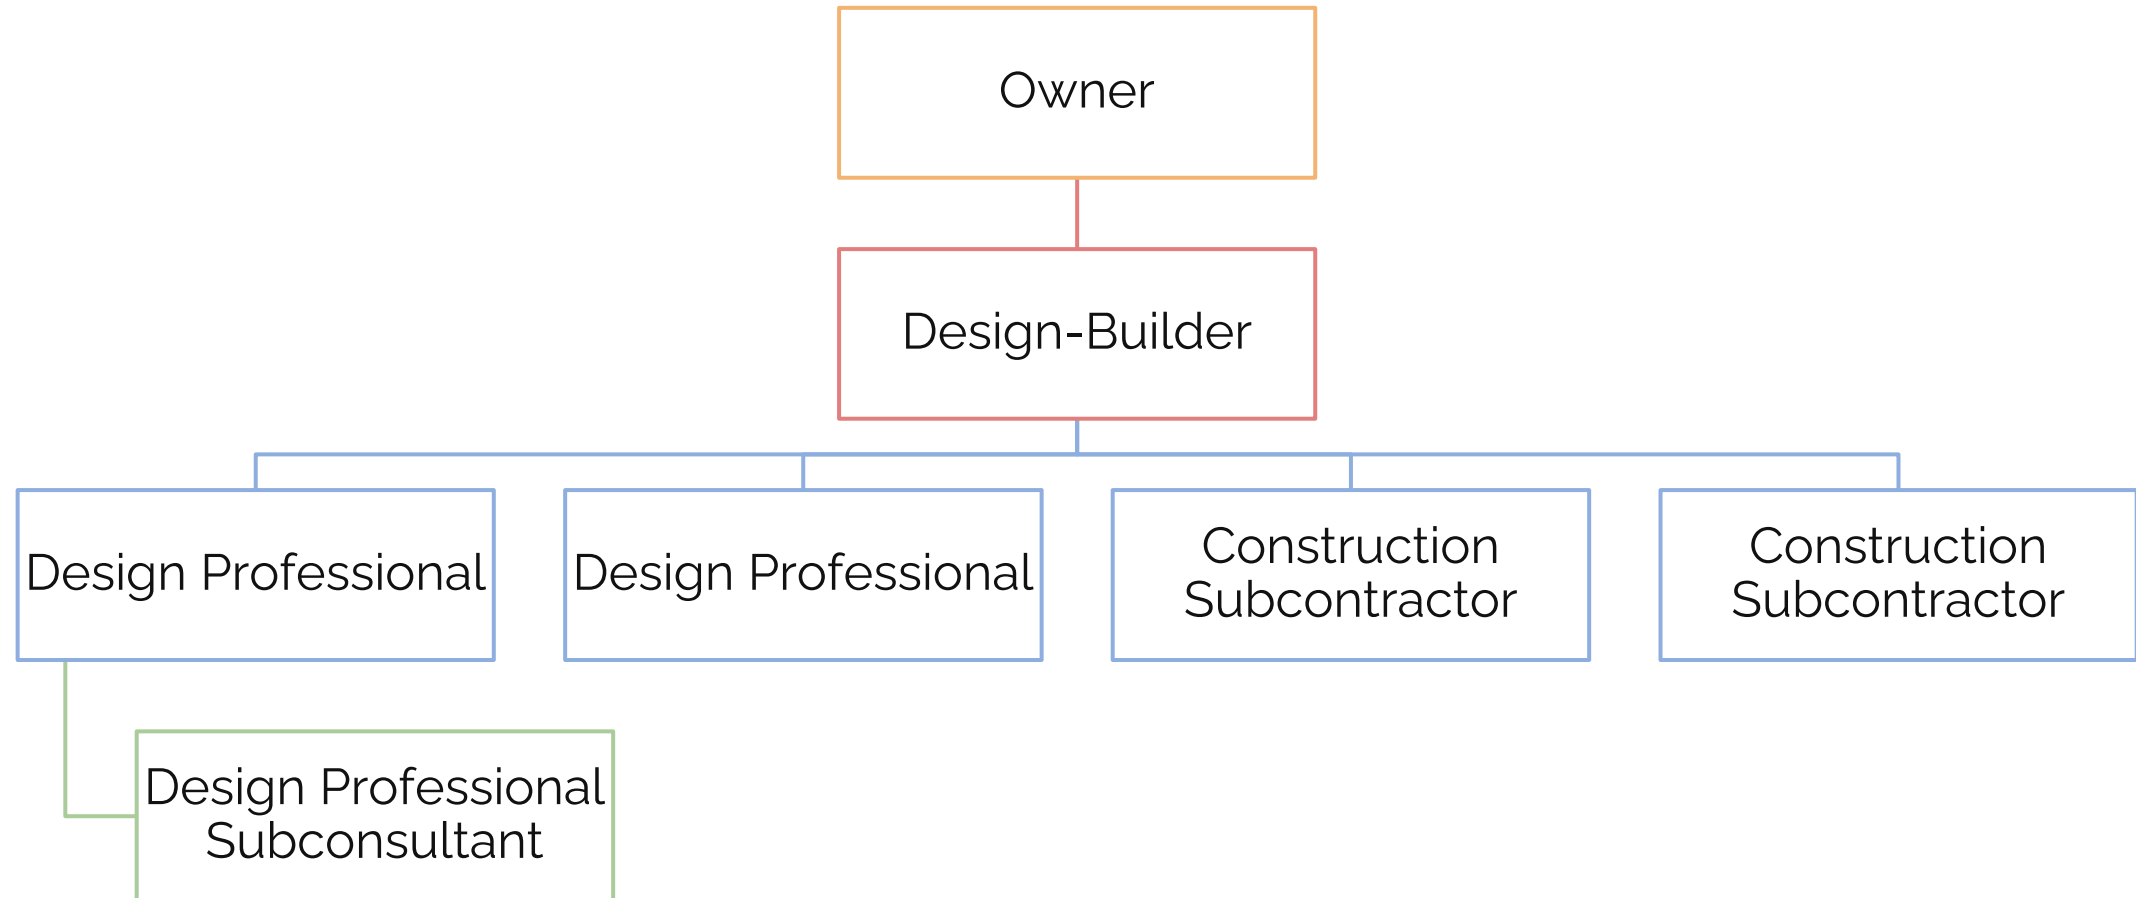 Owner
Design-Builder
Design Professional
Design Professional
Construction
Subcontractor
Construction
Subcontractor
Design Professional
Subconsultant